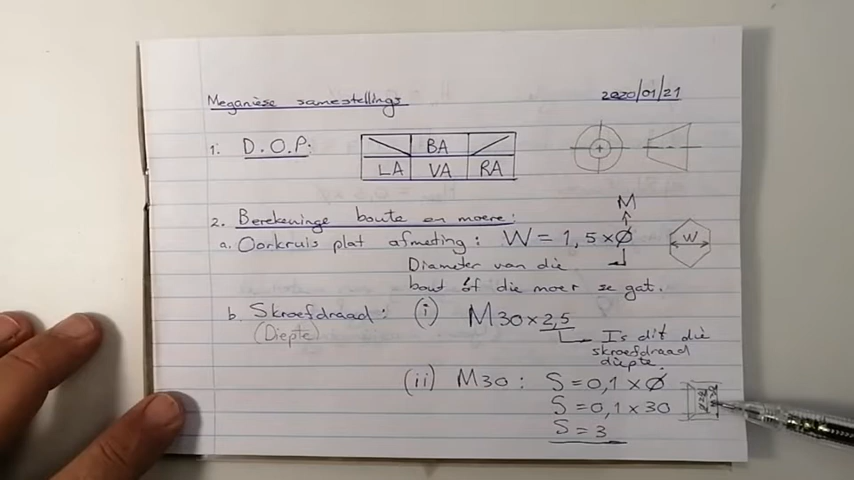 Meganiese samestellings 2020/01/21
1. D.O.P:
BA
LA VA RA
M
2. Berekeninge boute en moere:
a. Oorkruis plat afmeting: W = 1,5 x Ø W
Diameter van die
bout óf die moer se gat.
b. Skroefdraad: (i) M30 x 2,5
(Diepte) Is dit die
skroefdraad
diepte.
(ii) M30: S = 0,1 x Ø
S = 0,1 x 30
S = 3